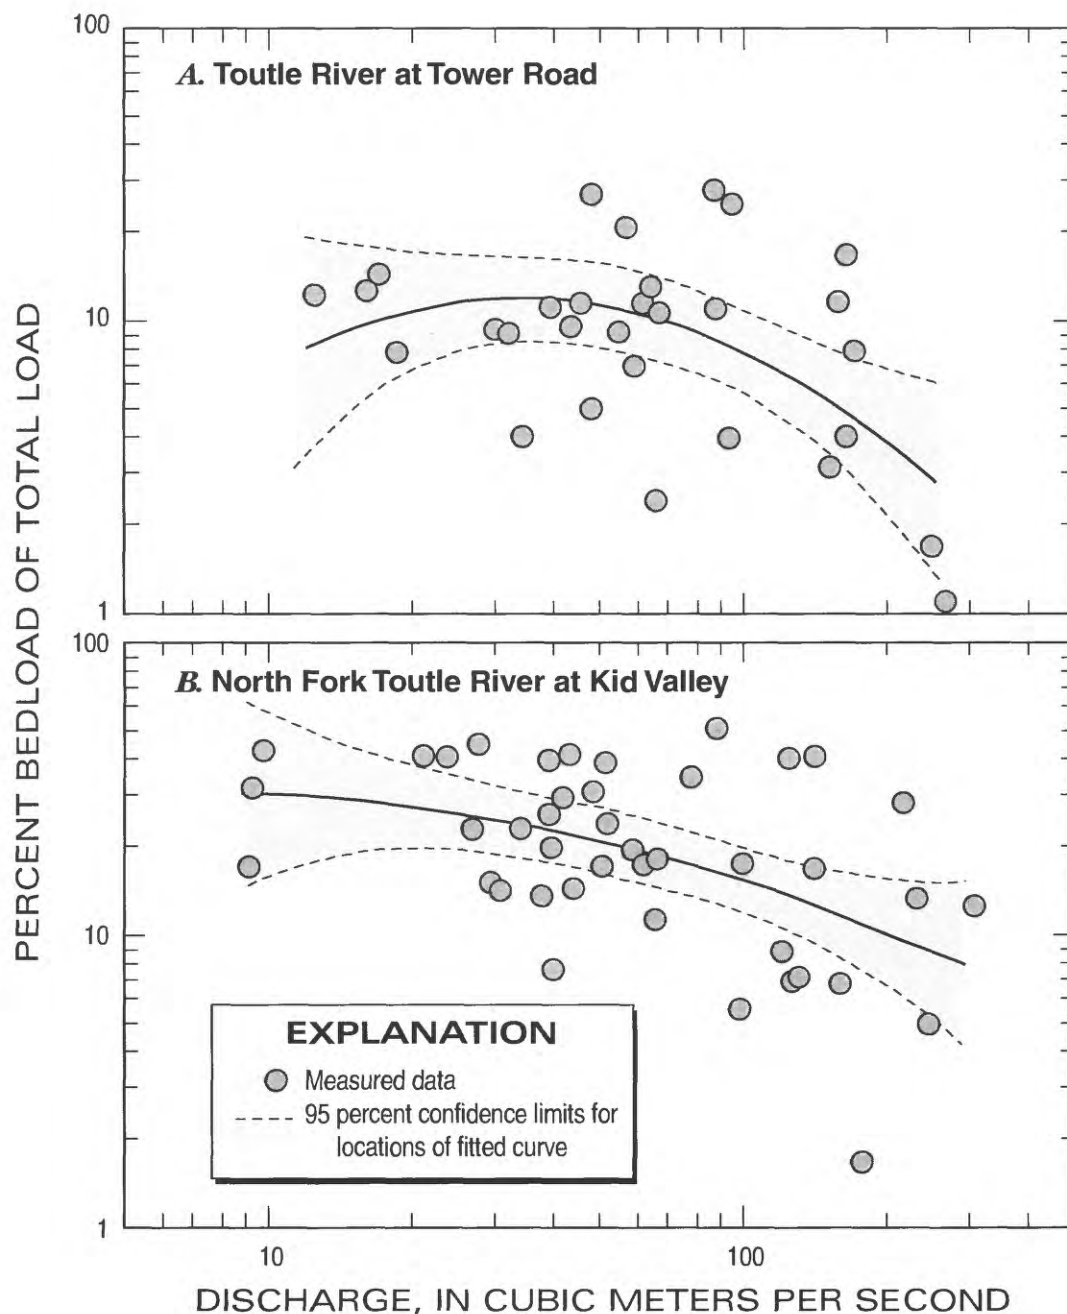 PERCENT BEDLOAD OF TOTAL LOAD
100
A. Toutle River at Tower Road
10
1
100
B. North Fork Toutle River at Kid Valley
10
EXPLANATION
Measured data
95 percent confidence limits for
locations of fitted curve
1
10
100
DISCHARGE, IN CUBIC METERS PER SECOND